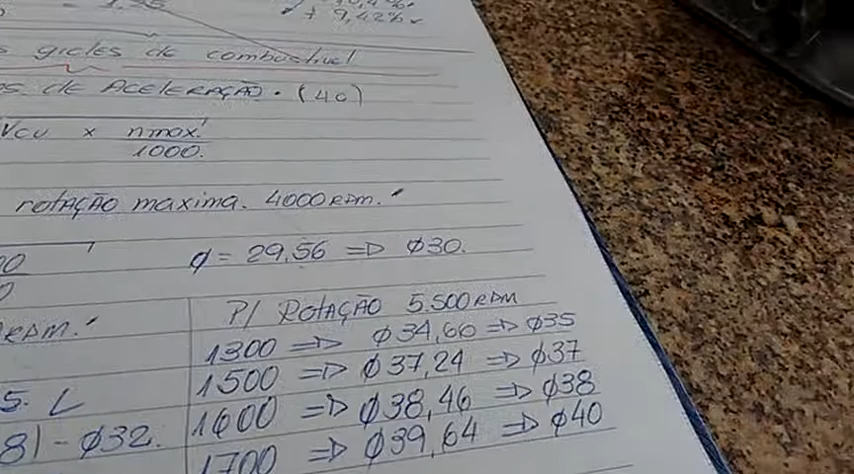 + 9,42%
gicles de combustível
de ACELERAÇÃO. (40)
Vcu x nmax.
1000.
rotação maxima. 4000 RPM.
φ = 29,56 => φ30.
RPM.
P/ ROTAÇÃO 5.500 RPM
1300 => φ34,60 => φ35
1500 => φ37,24 => φ37
5. L
1600 => φ38,46 => φ38
8) - φ32.
1700 => φ39,64 => φ40